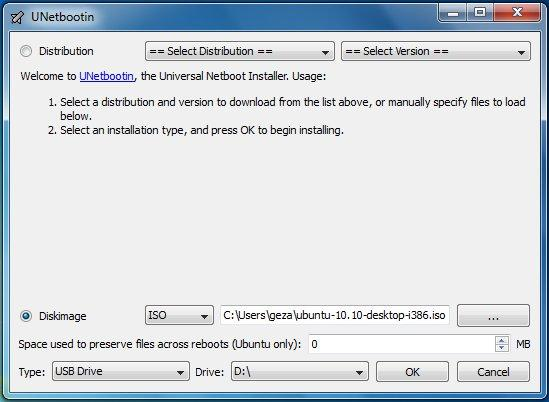 UNetbootin
Distribution == Select Distribution == == Select Version ==
Welcome to UNetbootin, the Universal Netboot Installer. Usage:
1. Select a distribution and version to download from the list above, or manually specify files to load
below.
2. Select an installation type, and press OK to begin installing.
Diskimage ISO C:\Users\geza\ubuntu-10.10-desktop-i386.iso ...
Space used to preserve files across reboots (Ubuntu only): 0 MB
Type: USB Drive Drive: D:\ OK Cancel